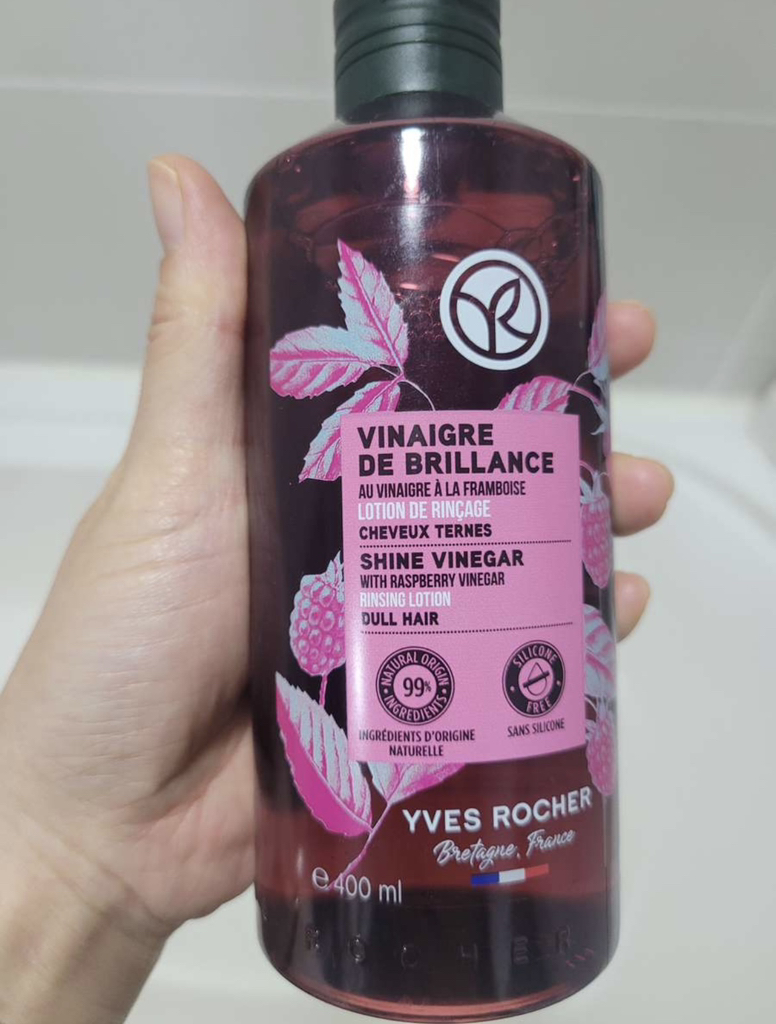 YR
VINAIGRE
DE BRILLANCE
AU VINAIGRE À LA FRAMBOISE
LOTION DE RINÇAGE
CHEVEUX TERNES
SHINE VINEGAR
WITH RASPBERRY VINEGAR
RINSING LOTION
DULL HAIR
NATURAL ORIGIN
99%
INGREDIENTS
INGRÉDIENTS D'ORIGINE
NATURELLE
SILICONE
FREE
SANS SILICONE
YVES ROCHER
Bretagne, France
e 400 ml
ROCHER